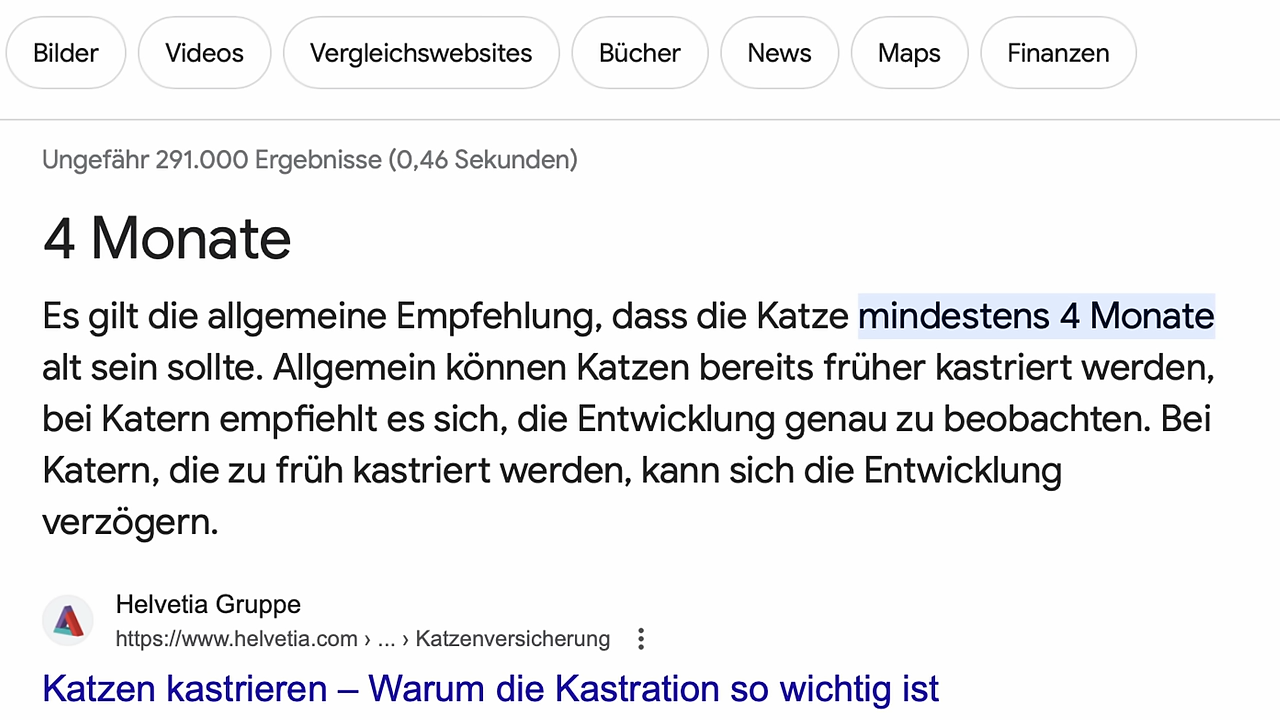 Bilder Videos Vergleichswebsites Bücher News Maps Finanzen
Ungefähr 291.000 Ergebnisse (0,46 Sekunden)
4 Monate
Es gilt die allgemeine Empfehlung, dass die Katze mindestens 4 Monate
alt sein sollte. Allgemein können Katzen bereits früher kastriert werden,
bei Katern empfiehlt es sich, die Entwicklung genau zu beobachten. Bei
Katern, die zu früh kastriert werden, kann sich die Entwicklung
verzögern.
Helvetia Gruppe
https://www.helvetia.com › ... › Katzenversicherung
Katzen kastrieren – Warum die Kastration so wichtig ist